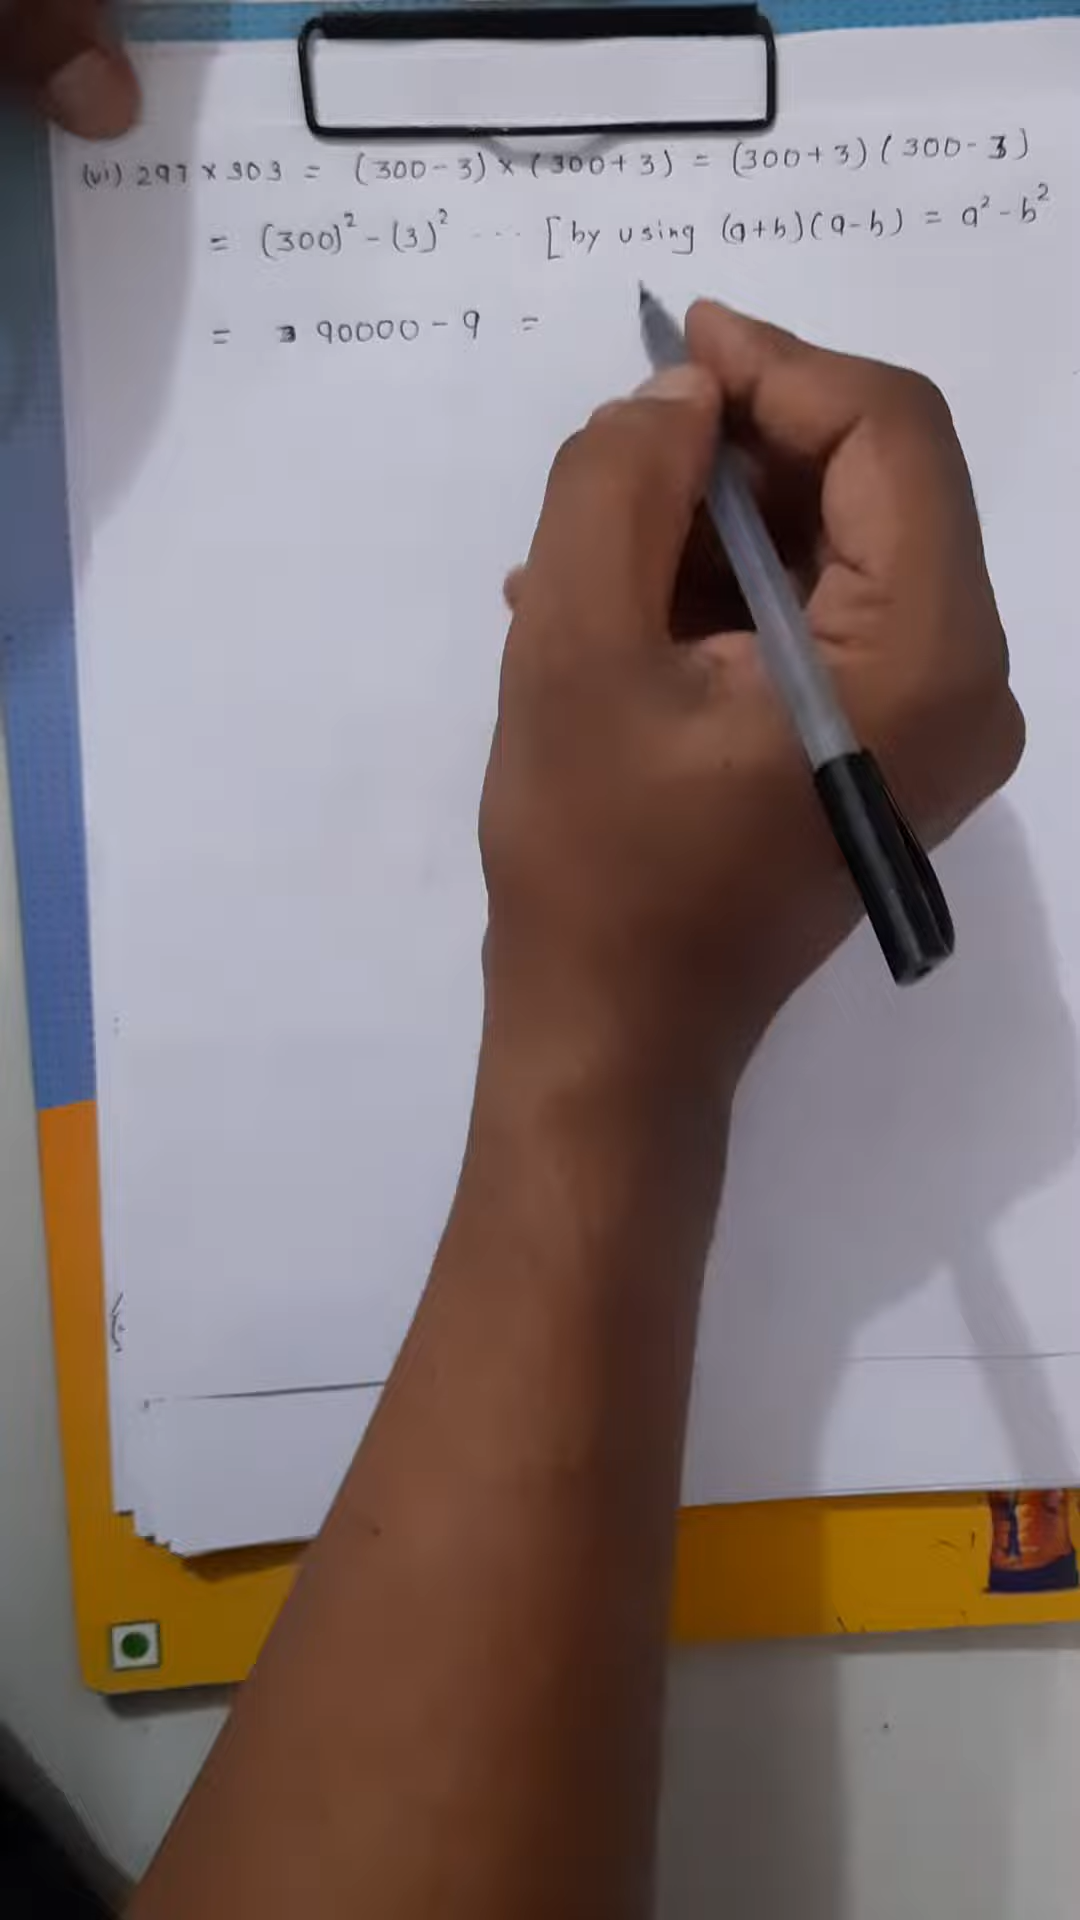 (vi) 297 × 303 = (300 - 3) × (300 + 3) = (300 + 3) (300 - 3)
= (300)² - (3)² ... [by using (a+b)(a-b) = a² - b²
= 90000 - 9 =